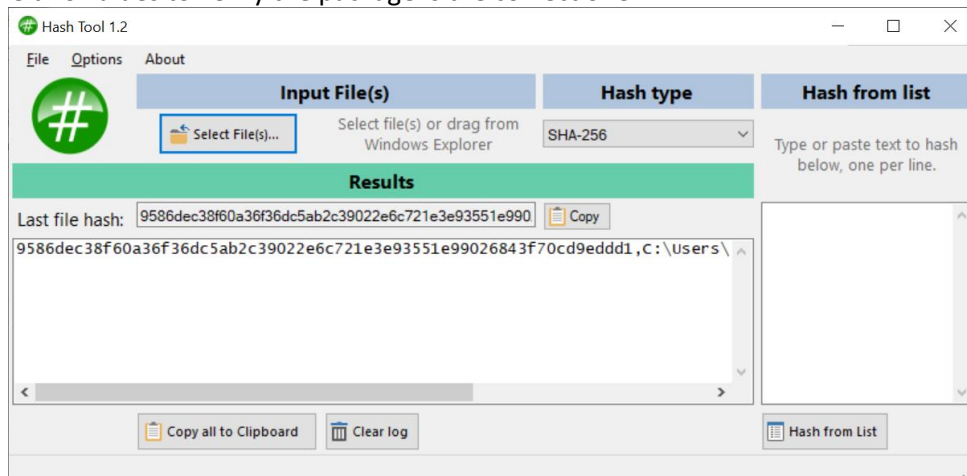 Hash Tool 1.2
File Options About
Input File(s)
Hash type
Hash from list
Select File(s)...
Select file(s) or drag from
Windows Explorer
SHA-256
Type or paste text to hash
below, one per line.
Results
Last file hash:
9586dec38f60a36f36dc5ab2c39022e6c721e3e93551e990
Copy
9586dec38f60a36f36dc5ab2c39022e6c721e3e93551e99026843f70cd9eddd1,C:\Users\
Copy all to Clipboard
Clear log
Hash from List